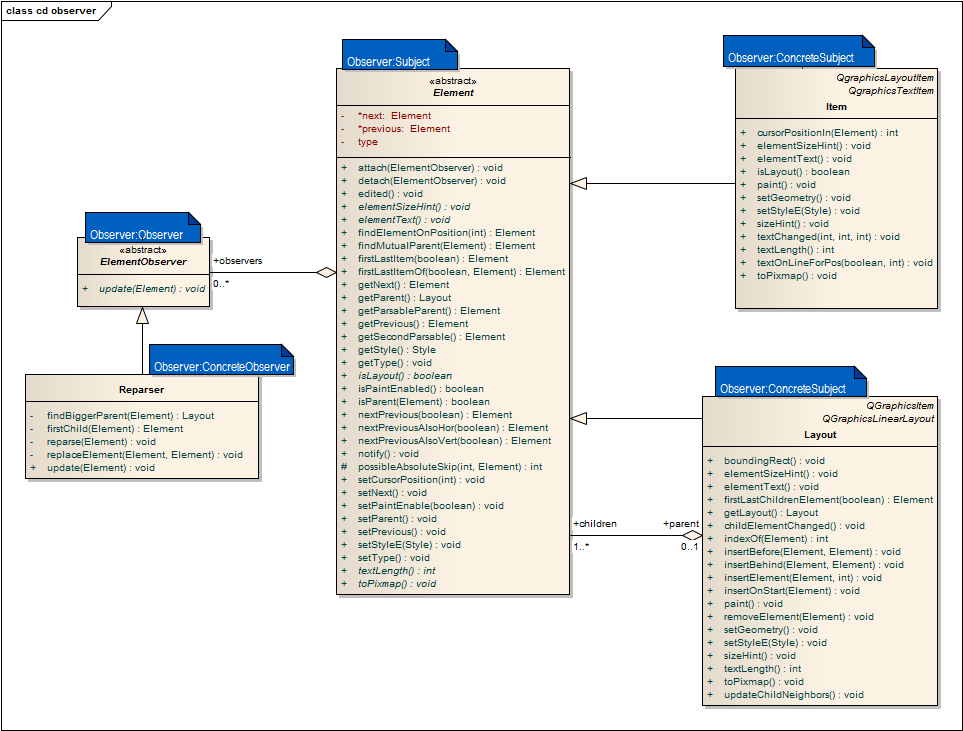 class cd observer
Observer:Subject
«abstract»
Element
- *next: Element
- *previous: Element
- type
+ attach(ElementObserver) : void
+ detach(ElementObserver) : void
+ edited() : void
+ elementSizeHint() : void
+ elementText() : void
+ findElementOnPosition(int) : Element
+ findMutualParent(Element) : Element
+ firstLastItem(boolean) : Element
+ firstLastItemOf(boolean, Element) : Element
+ getNext() : Element
+ getParent() : Layout
+ getParsableParent() : Element
+ getPrevious() : Element
+ getSecondParsable() : Element
+ getStyle() : Style
+ getType() : void
+ isLayout() : boolean
+ isPaintEnabled() : boolean
+ isParent(Element) : boolean
+ nextPrevious(boolean) : Element
+ nextPreviousAlsoHor(boolean) : Element
+ nextPreviousAlsoVert(boolean) : Element
+ notify() : void
# possibleAbsoluteSkip(int, Element) : int
+ setCursorPosition(int) : void
+ setNext() : void
+ setPaintEnable(boolean) : void
+ setParent() : void
+ setPrevious() : void
+ setStyleE(Style) : void
+ setType() : void
+ textLength() : int
+ toPixmap() : void
Observer:ConcreteSubject
QgraphicsLayoutItem
QgraphicsTextItem
Item
+ cursorPositionIn(Element) : int
+ elementSizeHint() : void
+ elementText() : void
+ isLayout() : boolean
+ paint() : void
+ setGeometry() : void
+ setStyleE(Style) : void
+ sizeHint() : void
+ textChanged(int, int, int) : void
+ textLength() : int
+ textOnLineForPos(boolean, int) : void
+ toPixmap() : void
Observer:Observer
«abstract»
ElementObserver
+ update(Element) : void
+observers
0..*
Observer:ConcreteObserver
Reparser
- findBiggerParent(Element) : Layout
- firstChild(Element) : Element
- reparse(Element) : void
- replaceElement(Element, Element) : void
+ update(Element) : void
Observer:ConcreteSubject
QGraphicsItem
QGraphicsLinearLayout
Layout
+ boundingRect() : void
+ elementSizeHint() : void
+ elementText() : void
+ firstLastChildrenElement(boolean) : Element
+ getLayout() : Layout
+ childElementChanged() : void
+ indexOf(Element) : int
+ insertBefore(Element, Element) : void
+ insertBehind(Element, Element) : void
+ insertElement(Element, int) : void
+ insertOnStart(Element) : void
+ paint() : void
+ removeElement(Element) : void
+ setGeometry() : void
+ setStyleE(Style) : void
+ sizeHint() : void
+ textLength() : int
+ toPixmap() : void
+ updateChildNeighbors() : void
+children
1..*
+parent
0..1